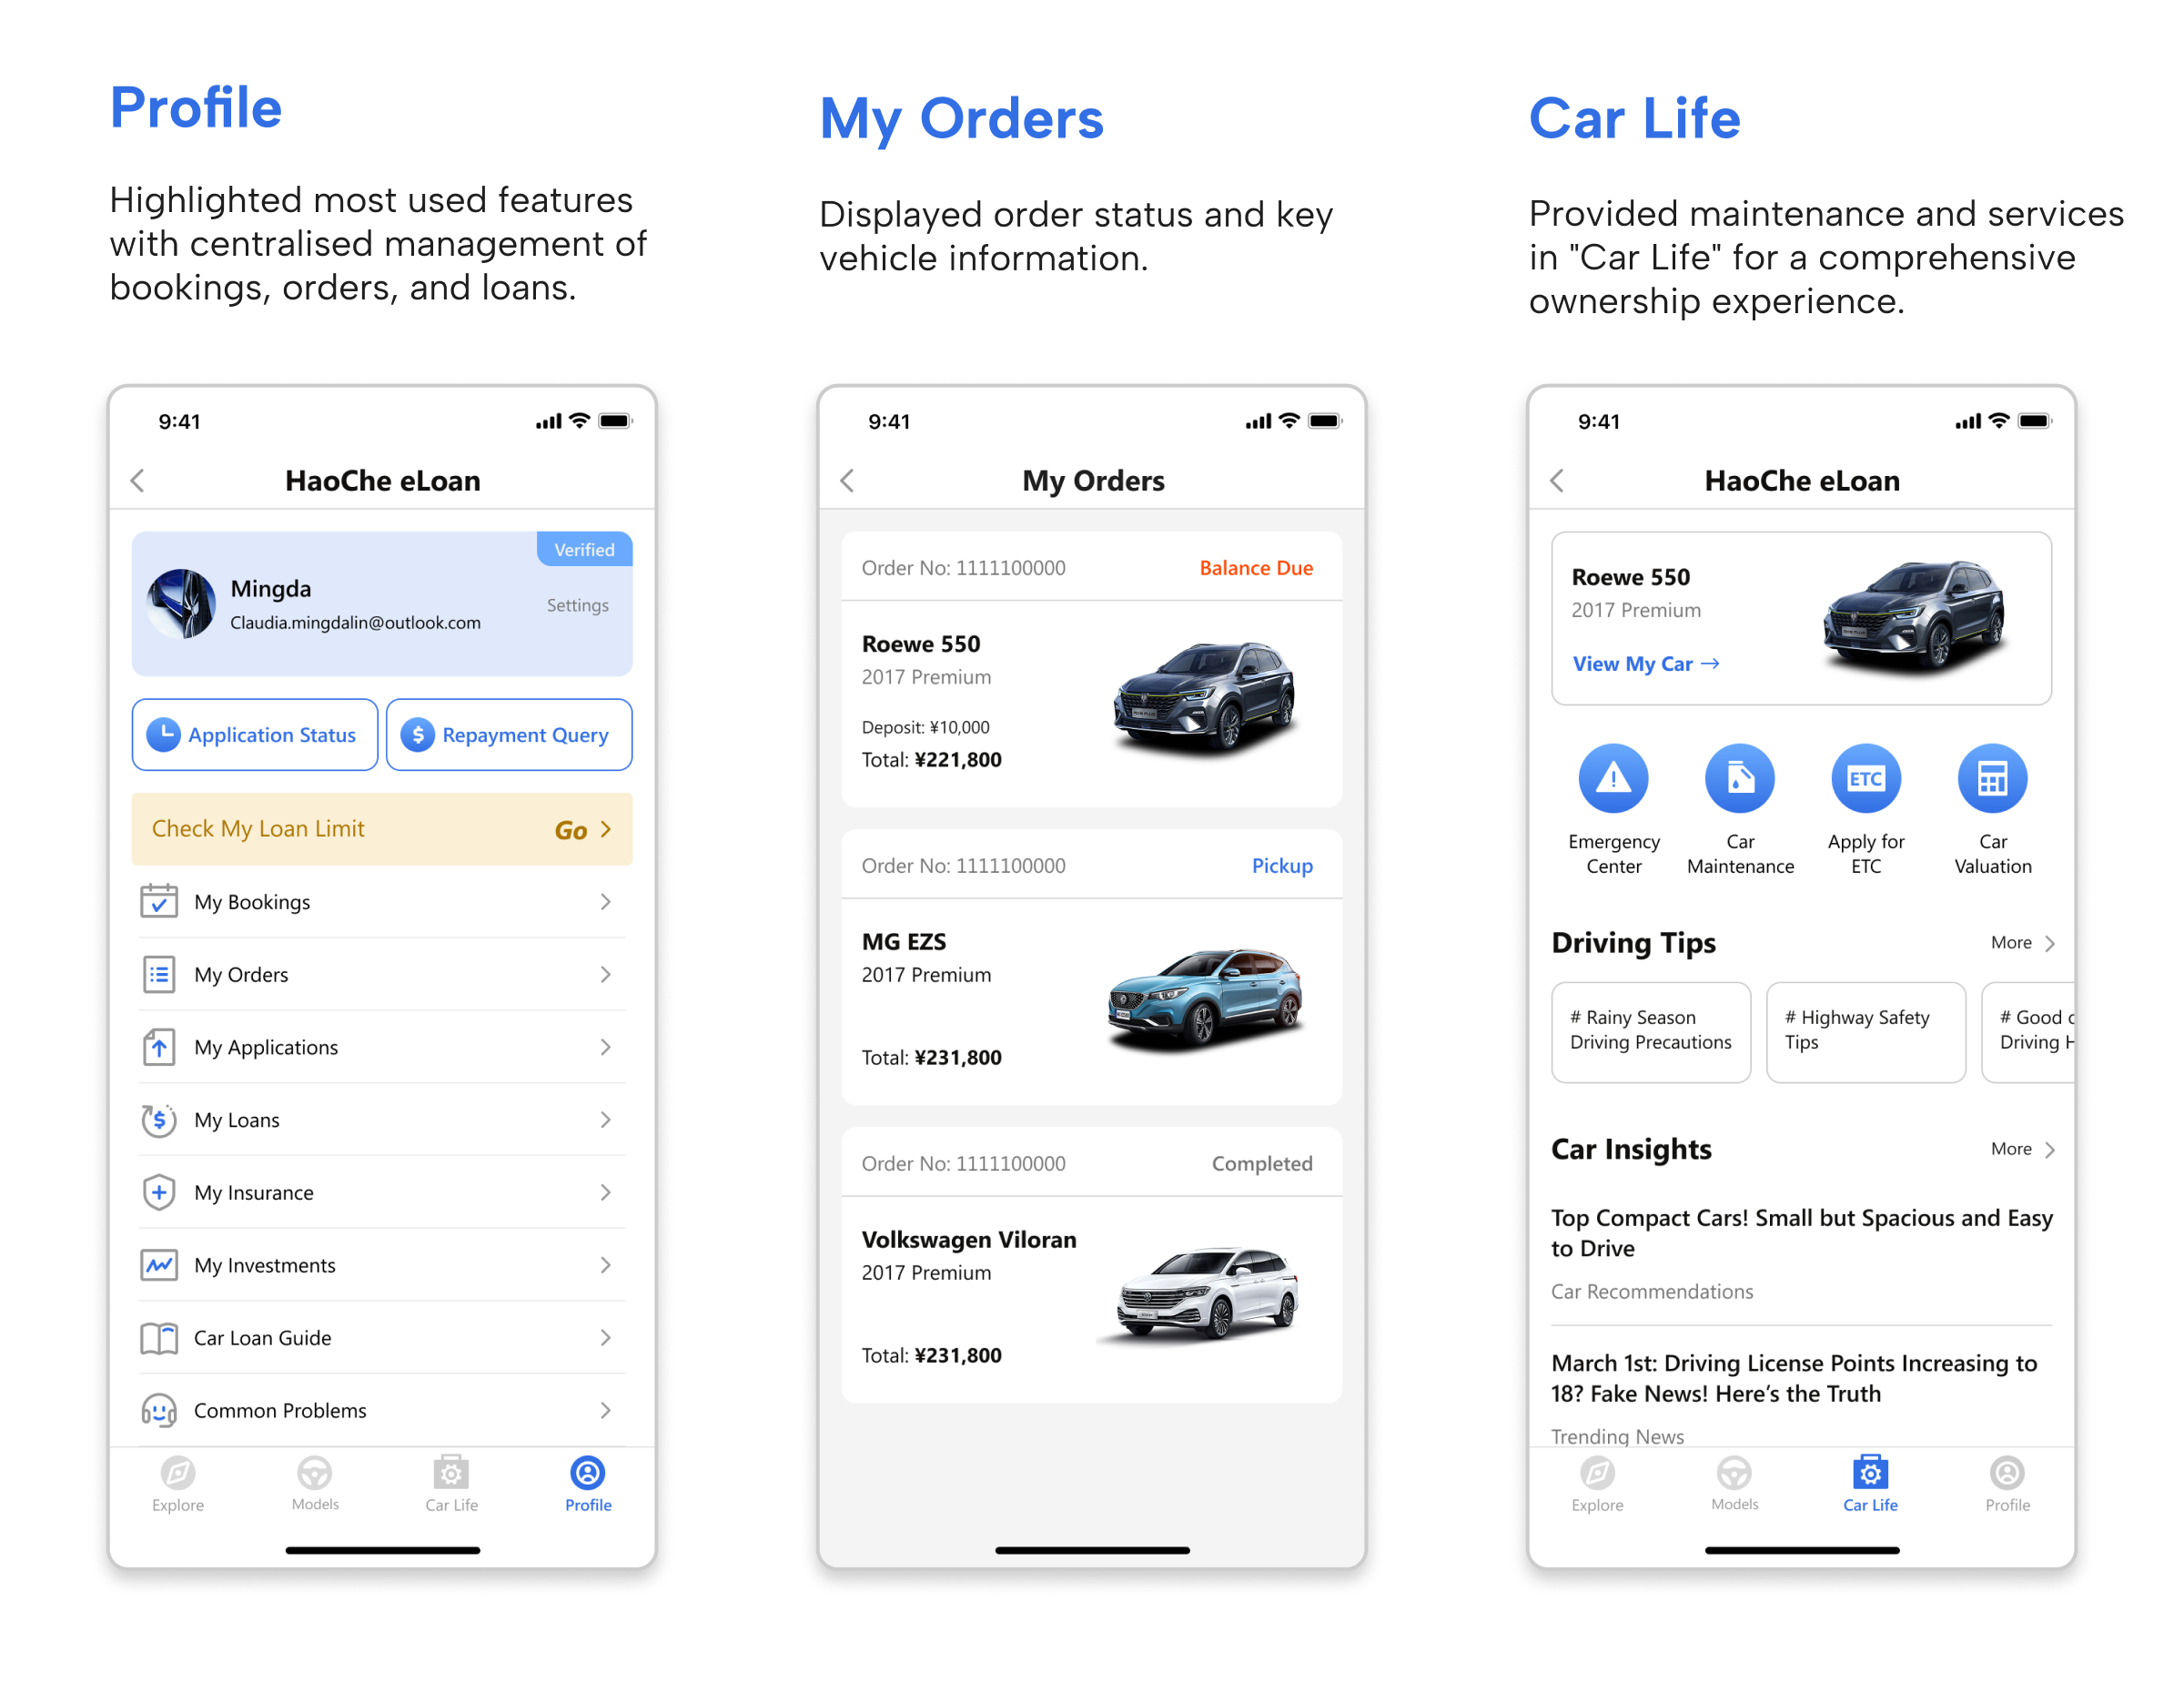 Profile
Highlighted most used features
with centralised management of
bookings, orders, and loans.
9:41
HaoChe eLoan
Verified
Mingda
Claudia.mingdalin@outlook.com
Settings
Application Status
Repayment Query
Check My Loan Limit
Go
My Bookings
My Orders
My Applications
My Loans
My Insurance
My Investments
Car Loan Guide
Common Problems
Explore
Models
Car Life
Profile
My Orders
Displayed order status and key
vehicle information.
9:41
My Orders
Order No: 1111100000
Balance Due
Roewe 550
2017 Premium
Deposit: ¥10,000
Total: ¥221,800
Order No: 1111100000
Pickup
MG EZS
2017 Premium
Total: ¥231,800
Order No: 1111100000
Completed
Volkswagen Viloran
2017 Premium
Total: ¥231,800
Car Life
Provided maintenance and services
in "Car Life" for a comprehensive
ownership experience.
9:41
HaoChe eLoan
Roewe 550
2017 Premium
View My Car →
ETC
Emergency
Center
Car
Maintenance
Apply for
ETC
Car
Valuation
Driving Tips
More
# Rainy Season
Driving Precautions
# Highway Safety
Tips
# Good
Driving
Car Insights
More
Top Compact Cars! Small but Spacious and Easy
to Drive
Car Recommendations
March 1st: Driving License Points Increasing to
18? Fake News! Here’s the Truth
Trending News
Explore
Models
Car Life
Profile